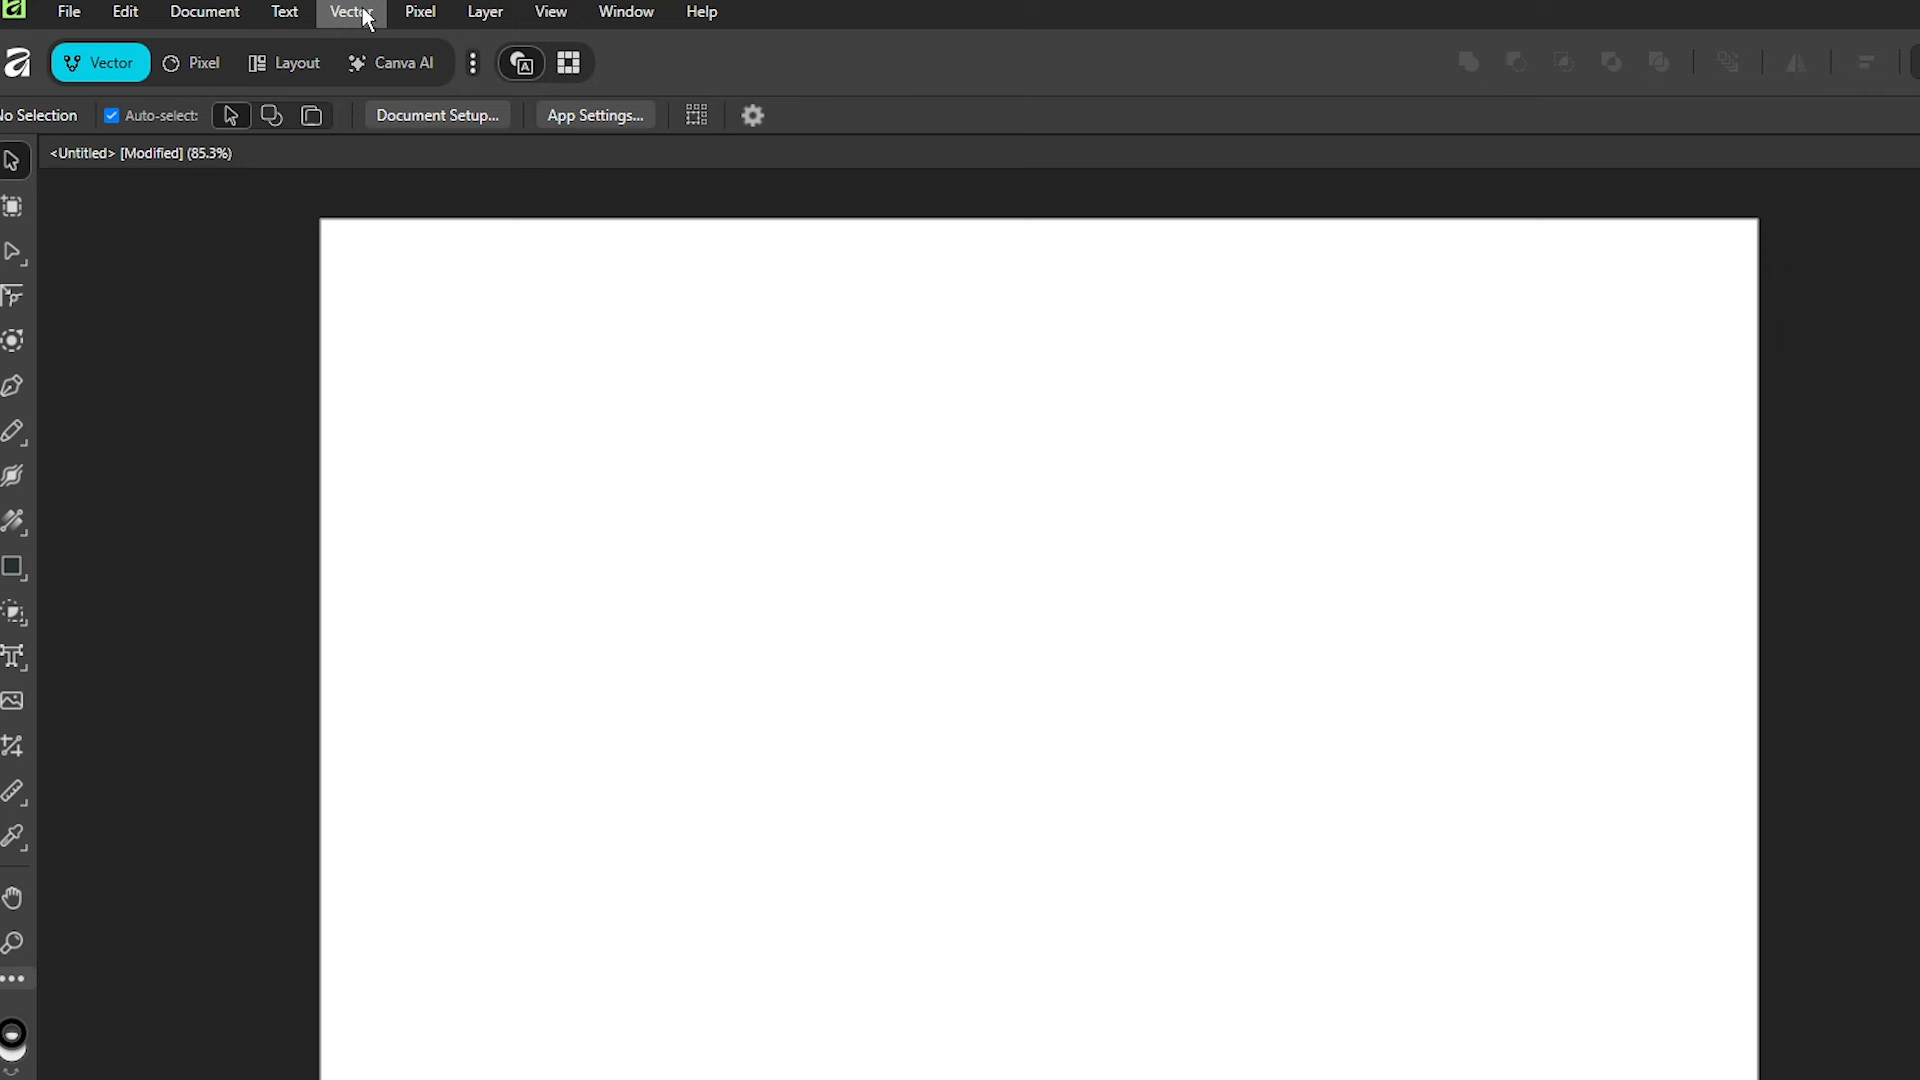 File Edit Document Text Vector Pixel Layer View Window Help
Vector Pixel Layout Canva AI
No Selection Auto-select: Document Setup... App Settings...
<Untitled> [Modified] (85.3%)